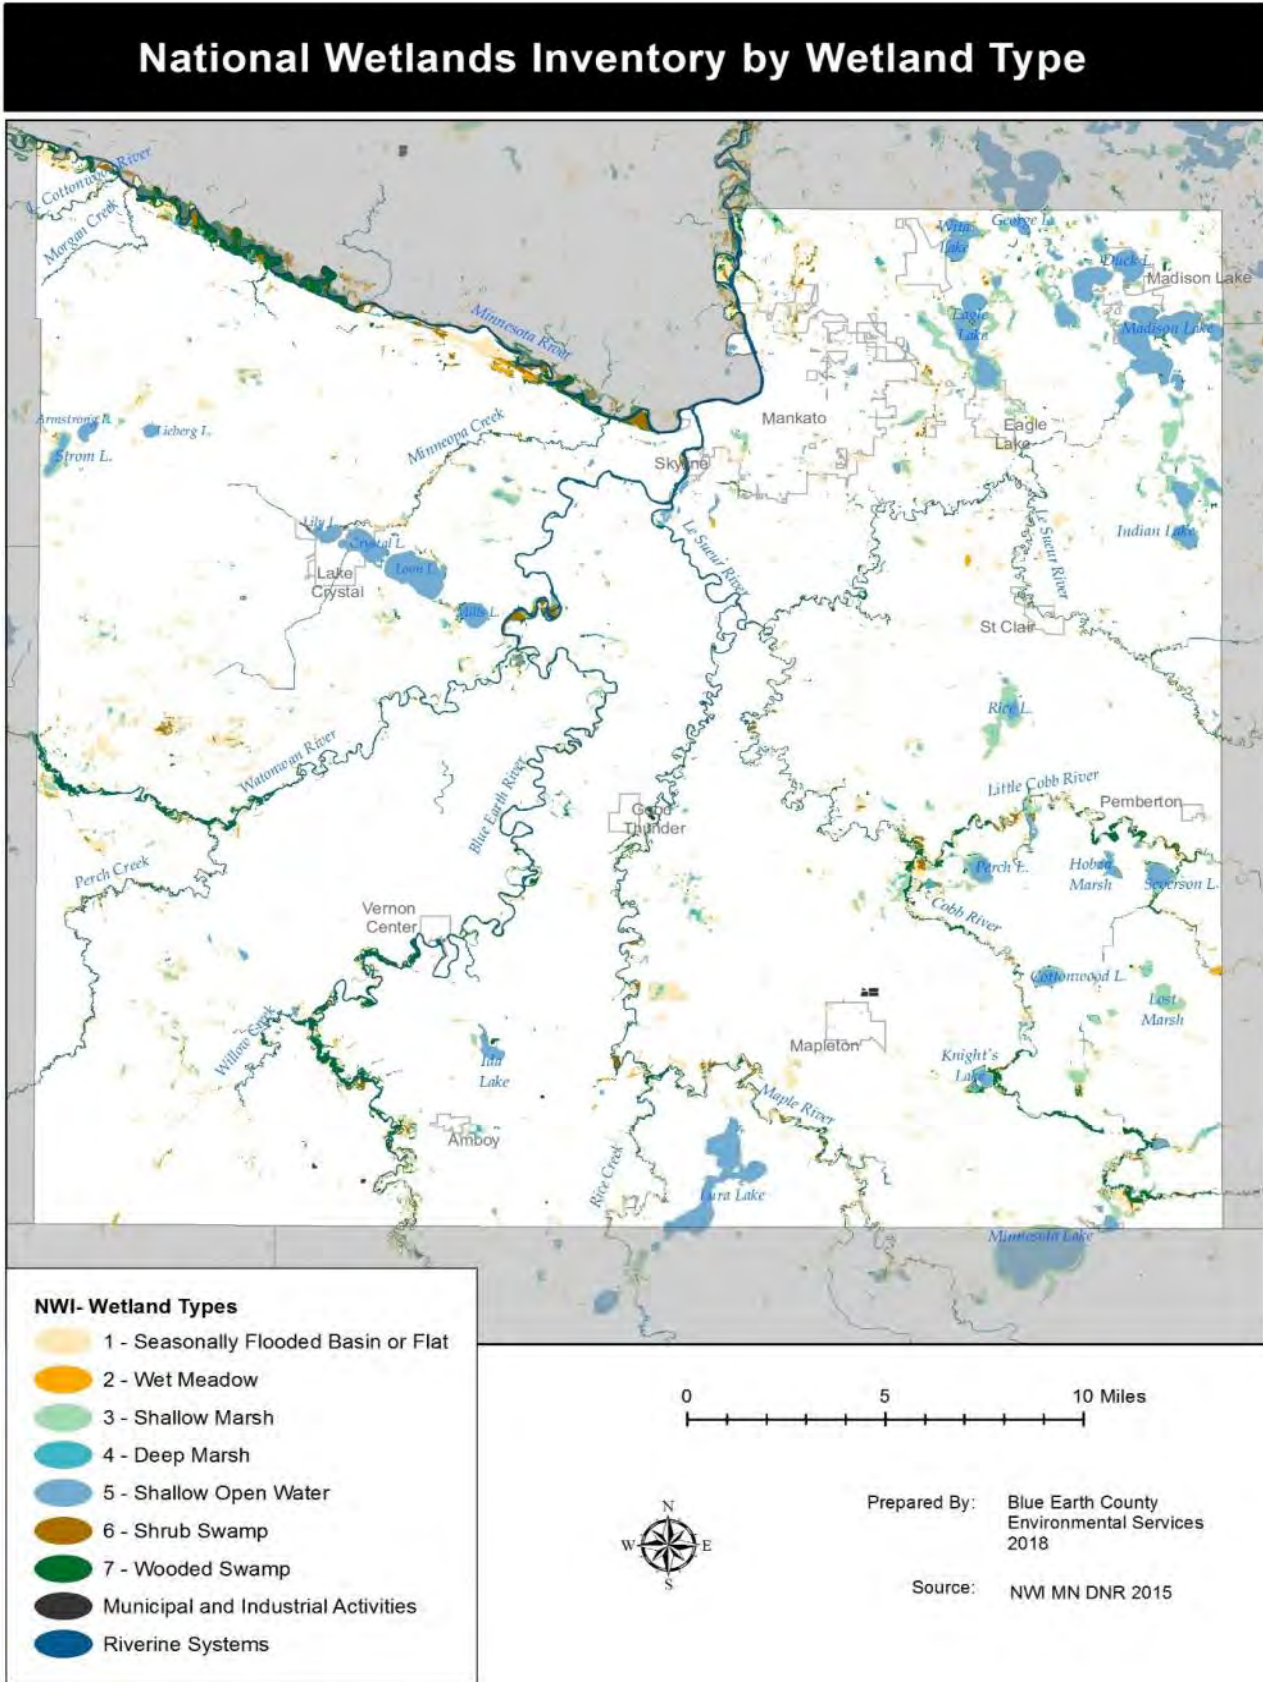 National Wetlands Inventory by Wetland Type
L. Cottonwood River
Morgan Creek
Minnesota River
Wita
Lake
George L.
Duck L.
Madison Lake
Madison Lake
Eagle
Lake
Mankato
Eagle
Lake
Armstrong L.
Lieberg L.
Strom L.
Minneopa Creek
Skyline
Lily L.
Crystal L.
Loon L.
Lake
Crystal
Mills L.
Le Sueur River
Le Sueur River
Indian Lake
St Clair
Rice L.
Watonwan River
Blue Earth River
Good
Thunder
Little Cobb River
Pemberton
Perch Creek
Perch L.
Hobza
Marsh
Severson L.
Vernon
Center
Cobb River
Cottonwood L.
Lost
Marsh
Willow Creek
Ida
Lake
Mapleton
Knight's
Lake
Maple River
Amboy
Rice Creek
Lura Lake
Minnesota Lake
NWI- Wetland Types
1 - Seasonally Flooded Basin or Flat
2 - Wet Meadow
3 - Shallow Marsh
4 - Deep Marsh
5 - Shallow Open Water
6 - Shrub Swamp
7 - Wooded Swamp
Municipal and Industrial Activities
Riverine Systems
0 5 10 Miles
N
W E
S
Prepared By: Blue Earth County
Environmental Services
2018
Source: NWI MN DNR 2015